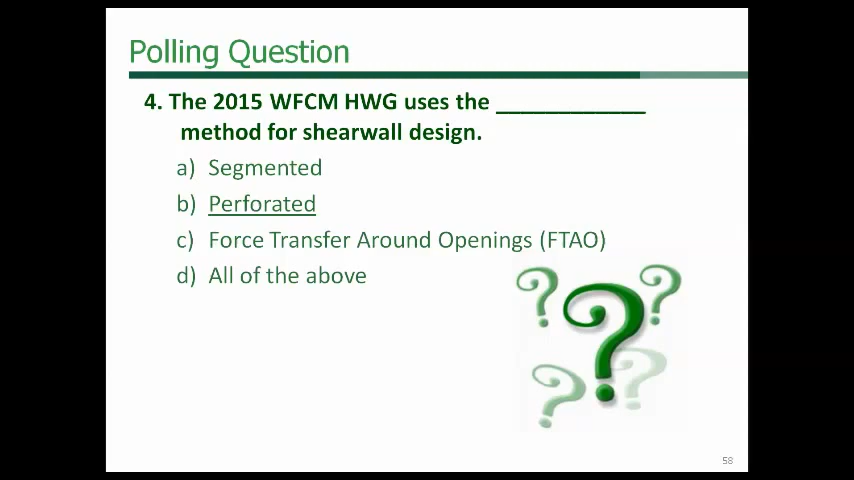 Polling Question
4. The 2015 WFCM HWG uses the ____________
method for shearwall design.
a) Segmented
b) Perforated
c) Force Transfer Around Openings (FTAO)
d) All of the above
58